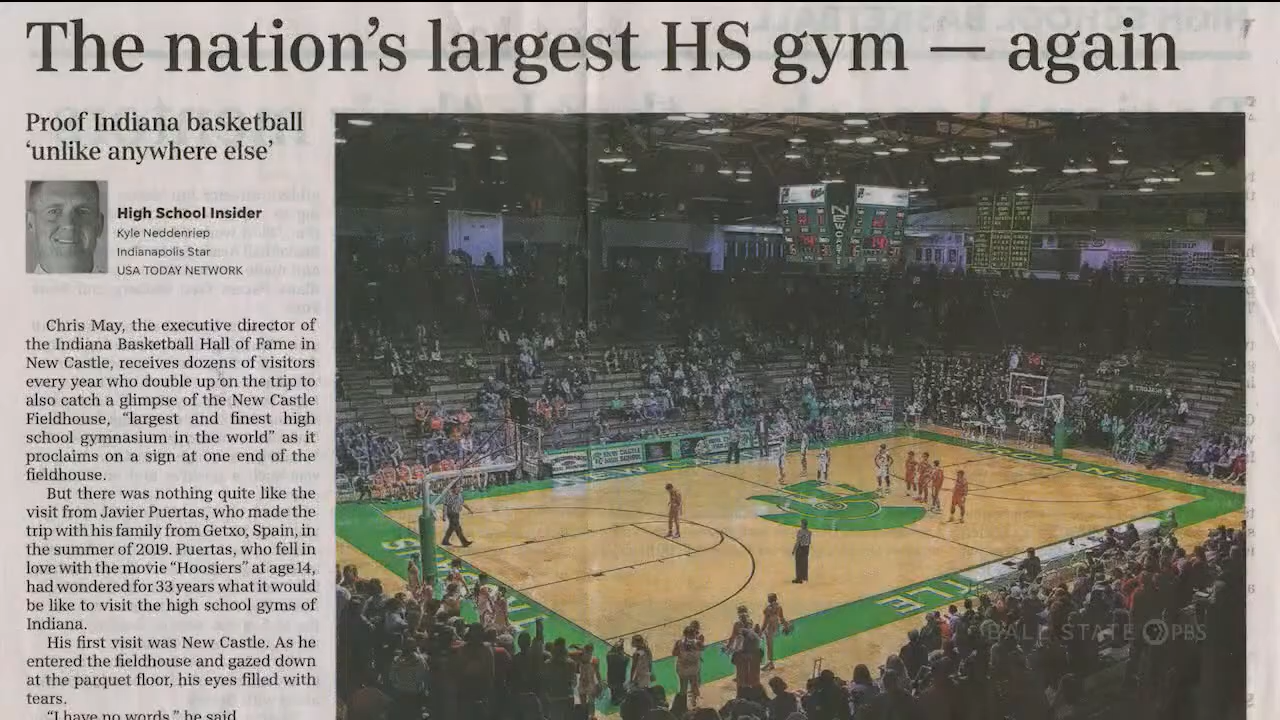 The nation's largest HS gym — again
Proof Indiana basketball
'unlike anywhere else'
High School Insider
Kyle Neddenriep
Indianapolis Star
USA TODAY NETWORK
Chris May, the executive director of
the Indiana Basketball Hall of Fame in
New Castle, receives dozens of visitors
every year who double up on the trip to
also catch a glimpse of the New Castle
Fieldhouse, “largest and finest high
school gymnasium in the world” as it
proclaims on a sign at one end of the
fieldhouse.
But there was nothing quite like the
visit from Javier Puertas, who made the
trip with his family from Getxo, Spain, in
the summer of 2019. Puertas, who fell in
love with the movie “Hoosiers” at age 14,
had wondered for 33 years what it would
be like to visit the high school gyms of
Indiana.
His first visit was New Castle. As he
entered the fieldhouse and gazed down
at the parquet floor, his eyes filled with
tears.
“I have no words,” he said
NEW CASTLE
TROJANS
BALL STATE PBS